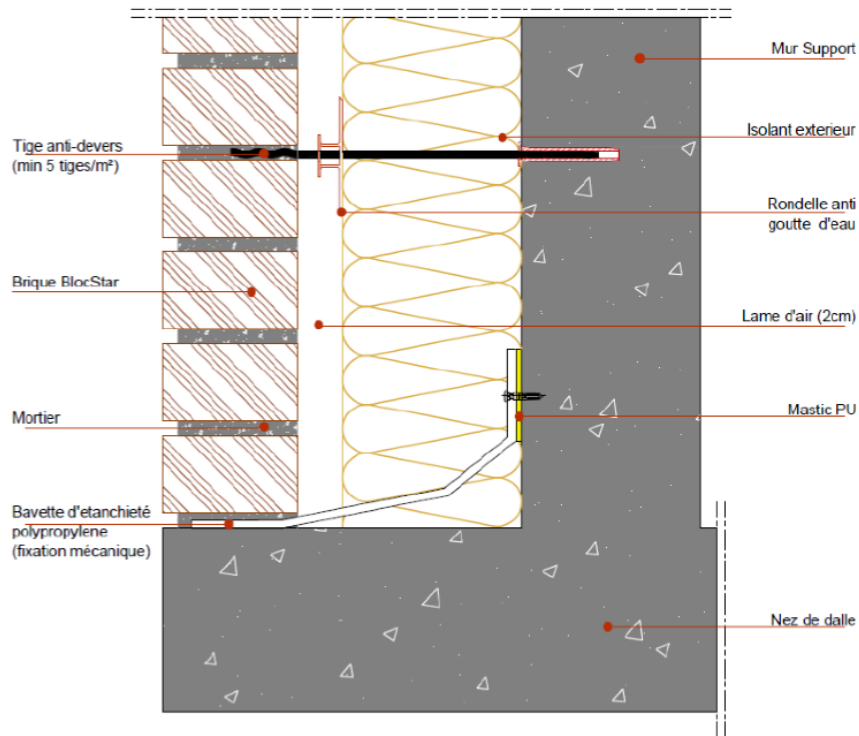 Mur Support
Isolant exterieur
Tige anti-devers
(min 5 tiges/m²)
Rondelle anti
goutte d'eau
Brique BlocStar
Lame d'air (2cm)
Mortier
Mastic PU
Bavette d'etancheité
polypropylene
(fixation mécanique)
Nez de dalle